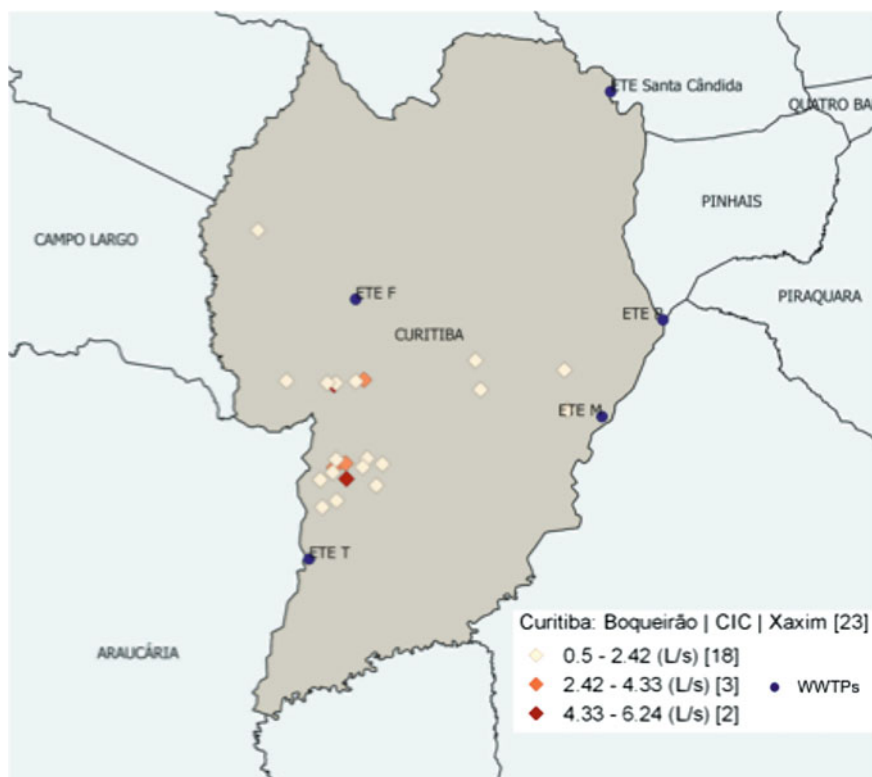 ETE Santa Cândida
QUATRO BA
PINHAIS
CAMPO LARGO
PIRAQUARA
ETE F
ETE
CURITIBA
ETE M
ETE T
ARAUCÁRIA
Curitiba: Boqueirão | CIC | Xaxim [23]
0.5 - 2.42 (L/s) [18]
2.42 - 4.33 (L/s) [3]
4.33 - 6.24 (L/s) [2]
WWTPs